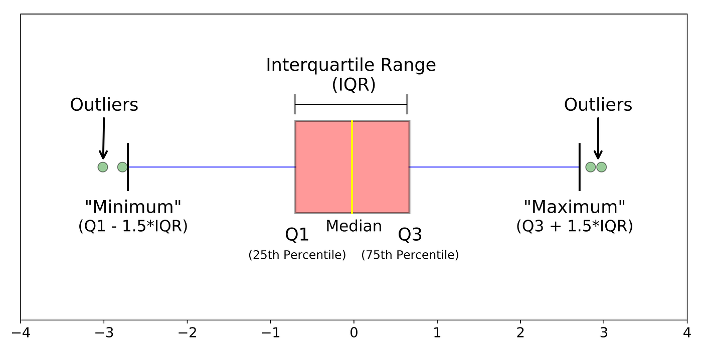 Interquartile Range
(IQR)
Outliers
Outliers
"Minimum"
(Q1 - 1.5*IQR)
"Maximum"
(Q3 + 1.5*IQR)
Median
Q1
Q3
(25th Percentile)
(75th Percentile)
−4
−3
−2
−1
0
1
2
3
4